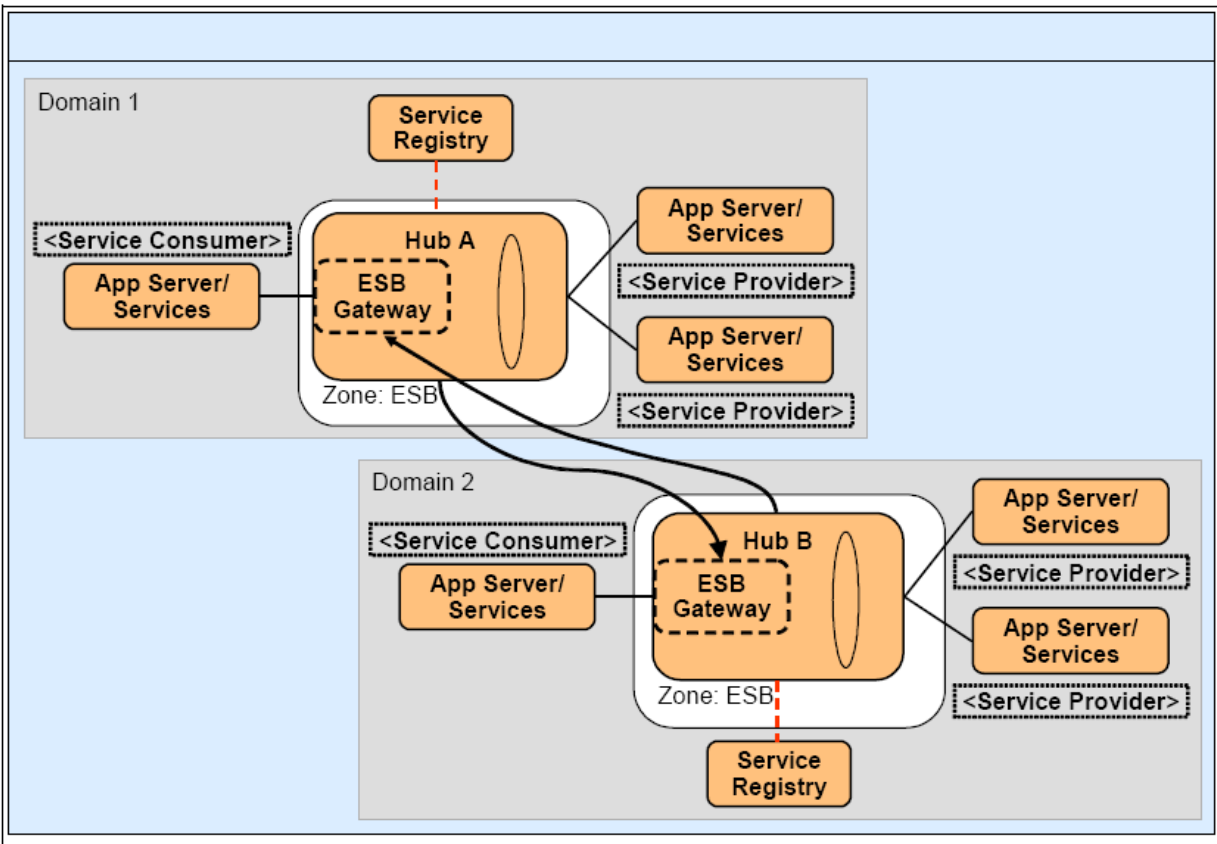 Domain 1
Service
Registry
<Service Consumer>
App Server/
Services
Hub A
ESB
Gateway
Zone: ESB
App Server/
Services
<Service Provider>
App Server/
Services
<Service Provider>
Domain 2
<Service Consumer>
App Server/
Services
Hub B
ESB
Gateway
Zone: ESB
App Server/
Services
<Service Provider>
App Server/
Services
<Service Provider>
Service
Registry